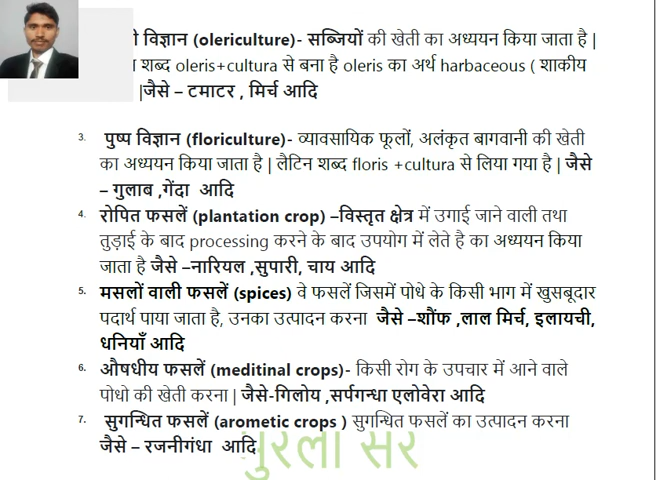 विज्ञान (olericulture)- सब्जियों की खेती का अध्ययन किया जाता है |
शब्द oleris+cultura से बना है oleris का अर्थ harbaceous ( शाकीय
|जैसे – टमाटर , मिर्च आदि
3. पुष्प विज्ञान (floriculture)- व्यावसायिक फूलों, अलंकृत बागवानी की खेती
का अध्ययन किया जाता है | लैटिन शब्द floris +cultura से लिया गया है | जैसे
– गुलाब ,गेंदा आदि
4. रोपित फसलें (plantation crop) –विस्तृत क्षेत्र में उगाई जाने वाली तथा
तुड़ाई के बाद processing करने के बाद उपयोग में लेते है का अध्ययन किया
जाता है जैसे –नारियल ,सुपारी, चाय आदि
5. मसलों वाली फसलें (spices) वे फसलें जिसमें पोधे के किसी भाग में खुसबूदार
पदार्थ पाया जाता है, उनका उत्पादन करना जैसे –शौंफ ,लाल मिर्च, इलायची,
धनियाँ आदि
6. औषधीय फसलें (meditinal crops)- किसी रोग के उपचार में आने वाले
पोधो की खेती करना | जैसे-गिलोय ,सर्पगन्धा एलोवेरा आदि
7. सुगन्धित फसलें (arometic crops ) सुगन्धित फसलें का उत्पादन करना
जैसे – रजनीगंधा आदि
सर